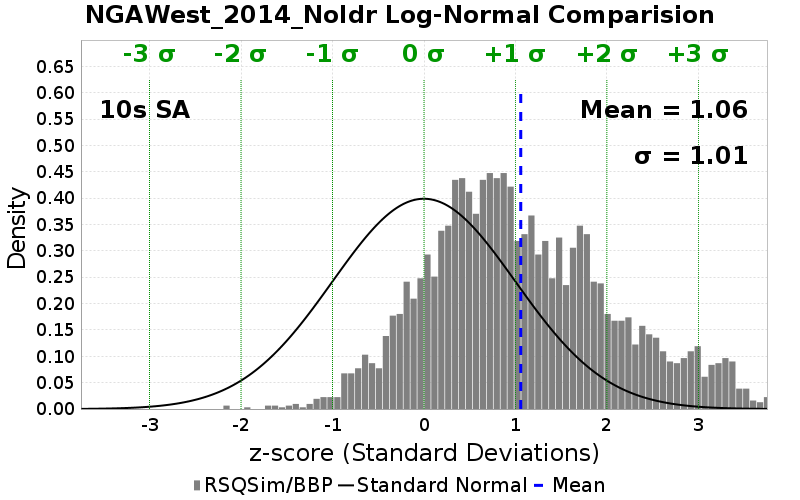 NGAWest_2014_NoIdr Log-Normal Comparision
-3 σ -2 σ -1 σ 0 σ +1 σ +2 σ +3 σ
10s SA
Mean = 1.06
σ = 1.01
Density
0.65
0.60
0.55
0.50
0.45
0.40
0.35
0.30
0.25
0.20
0.15
0.10
0.05
0.00
-3 -2 -1 0 1 2 3
z-score (Standard Deviations)
RSQSim/BBP Standard Normal Mean